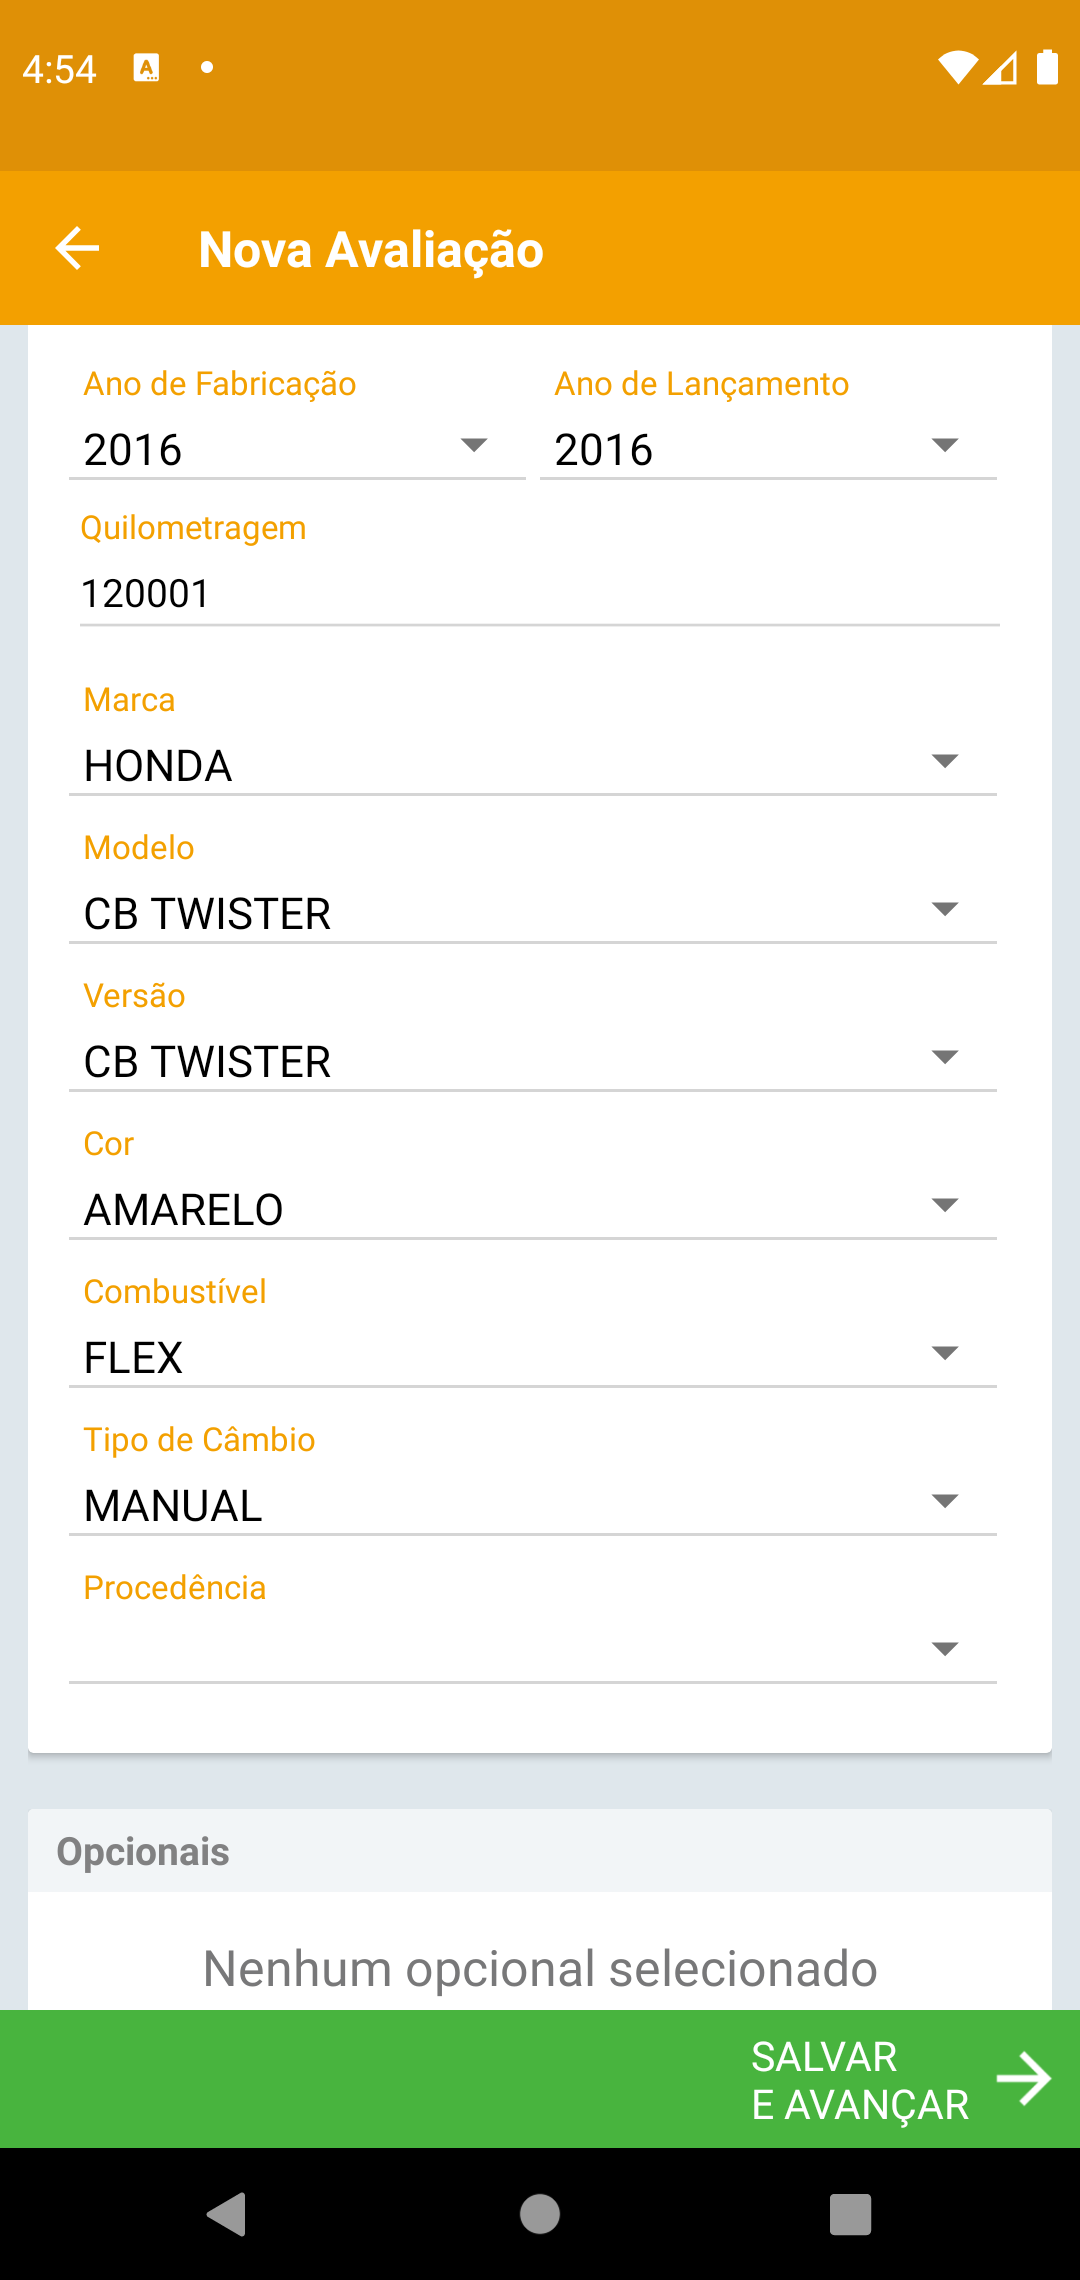 4:54
Nova Avaliação
Ano de Fabricação
Ano de Lançamento
2016
2016
Quilometragem
120001
Marca
HONDA
Modelo
CB TWISTER
Versão
CB TWISTER
Cor
AMARELO
Combustível
FLEX
Tipo de Câmbio
MANUAL
Procedência
Opcionais
Nenhum opcional selecionado
SALVAR
E AVANÇAR